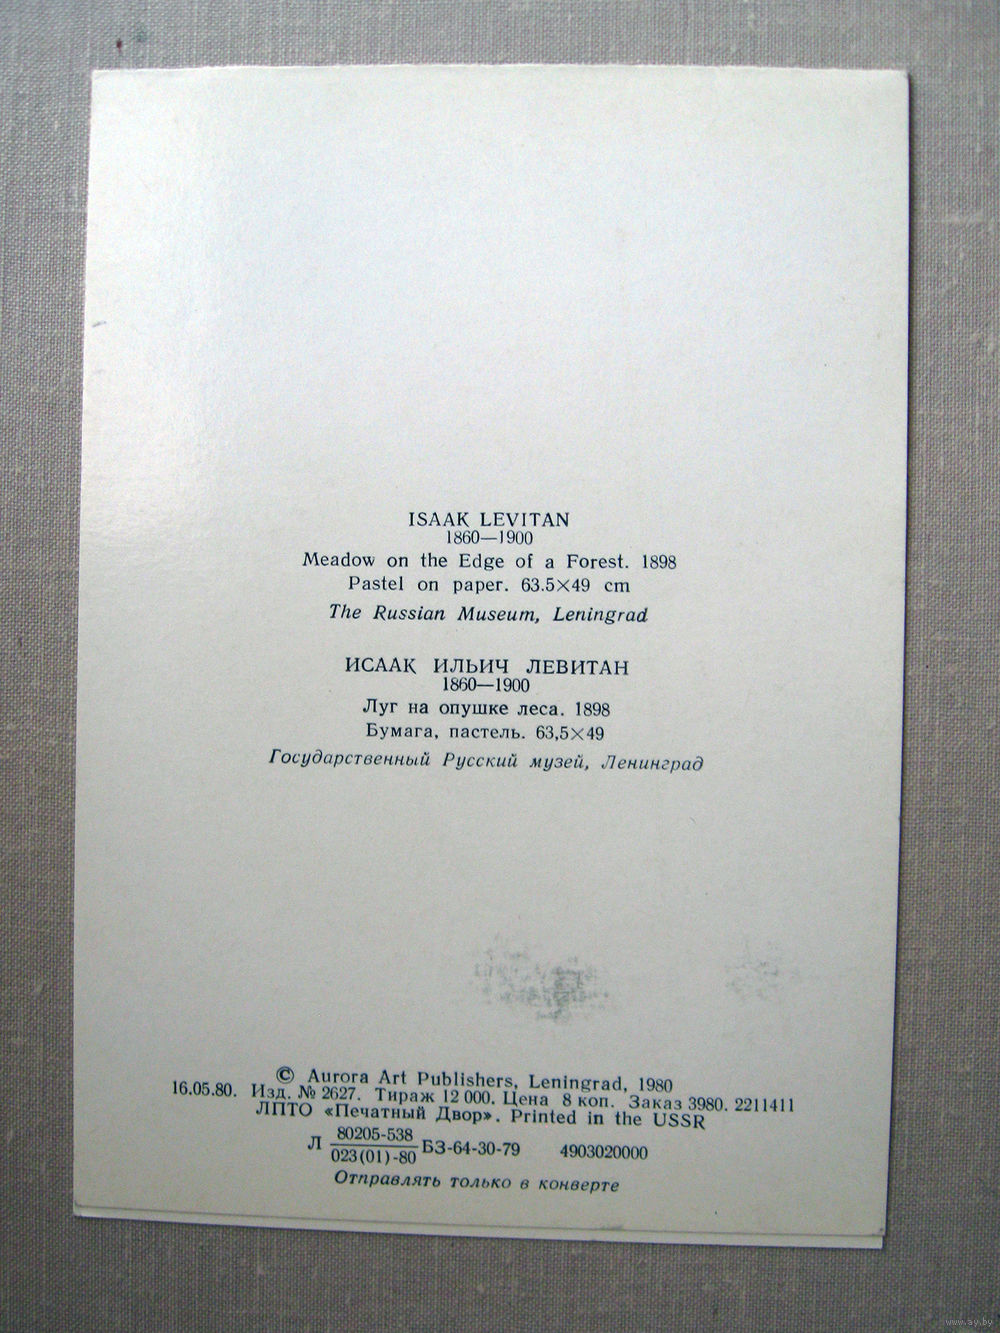 ISAAK LEVITAN
1860—1900
Meadow on the Edge of a Forest. 1898
Pastel on paper. 63.5×49 cm
The Russian Museum, Leningrad
ИСААК ИЛЬИЧ ЛЕВИТАН
1860—1900
Луг на опушке леса. 1898
Бумага, пастель. 63,5×49
Государственный Русский музей, Ленинград
© Aurora Art Publishers, Leningrad, 1980
16.05.80. Изд. № 2627. Тираж 12 000. Цена 8 коп. Заказ 3980. 2211411
ЛПТО «Печатный Двор». Printed in the USSR
80205-538
Л БЗ-64-30-79 4903020000
023(01)-80
Отправлять только в конверте
www.ay.by